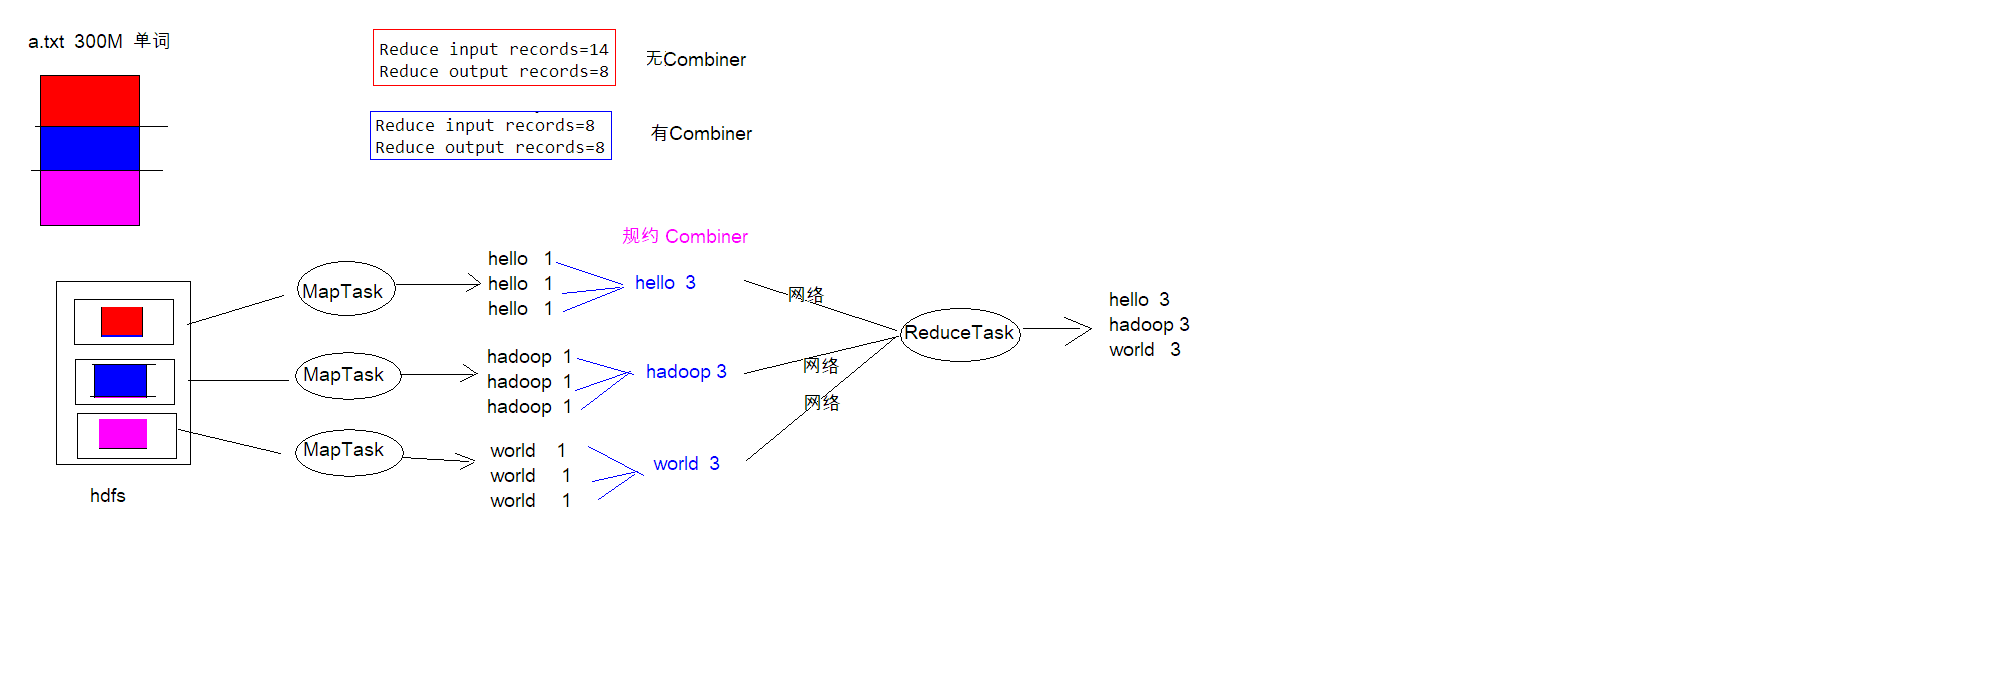 a.txt 300M 单词
Reduce input records=14
Reduce output records=8
无Combiner
Reduce input records=8
Reduce output records=8
有Combiner
规约 Combiner
MapTask
hello 1
hello 1
hello 1
hello 3
网络
MapTask
hadoop 1
hadoop 1
hadoop 1
hadoop 3
网络
MapTask
world 1
world 1
world 1
world 3
网络
ReduceTask
hello 3
hadoop 3
world 3
hdfs